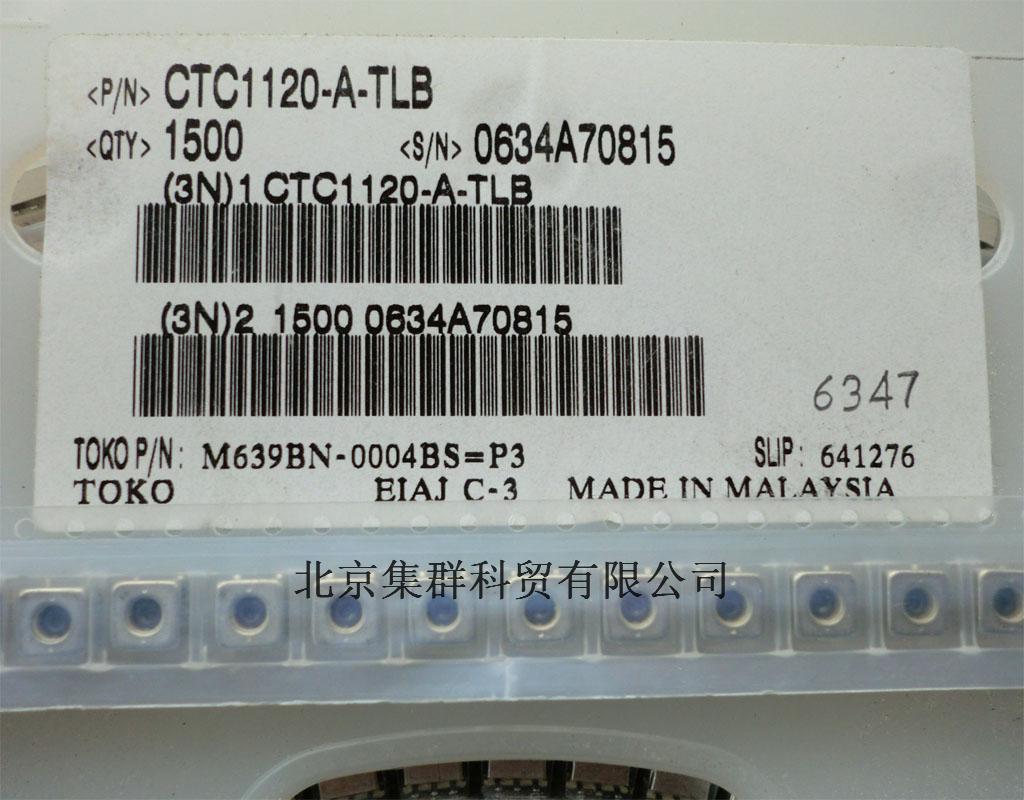 <P/N> CTC1120-A-TLB
<QTY> 1500 <S/N> 0634A70815
(3N)1 CTC1120-A-TLB
(3N)2 1500 0634A70815
6347
TOKO P/N: M639BN-0004BS=P3 SLIP: 641276
TOKO EIAJ C-3 MADE IN MALAYSIA
北京集群科贸有限公司